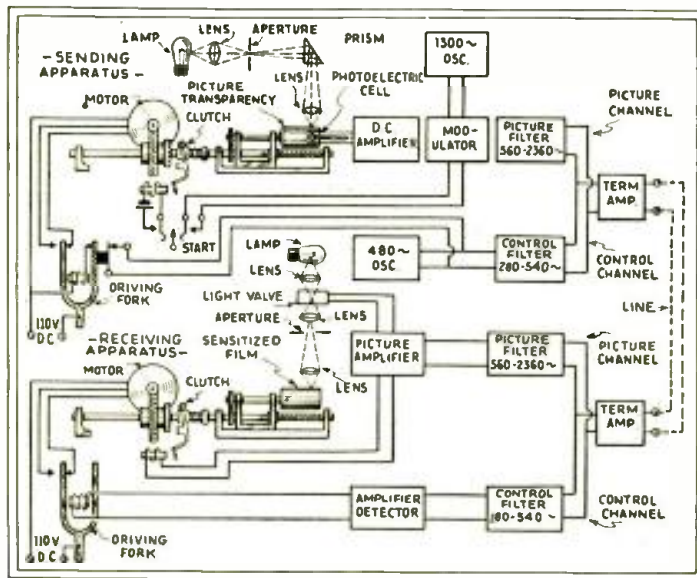 LAMP
LENS
APERTURE
PRISM
1300~
OSC.
- SENDING
APPARATUS -
MOTOR
PICTURE
TRANSPARENCY
LENS
PHOTOELECTRIC
CELL
CLUTCH
D.C.
AMPLIFIER
MOD-
ULATOR
PICTURE
FILTER
560-2360~
PICTURE
CHANNEL
TERM
AMP.
START
LAMP
LENS
480~
OSC
CONTROL
FILTER
280-540~
CONTROL
CHANNEL
DRIVING
FORK
110V
DC
LIGHT VALVE
APERTURE
LENS
LINE
- RECEIVING
APPARATUS -
MOTOR
SENSITIZED
FILM
CLUTCH
LENS
PICTURE
AMPLIFIER
PICTURE
FILTER
560-2360~
PICTURE
CHANNEL
TERM
AMP
AMPLIFIER
DETECTOR
CONTROL
FILTER
180-540~
CONTROL
CHANNEL
DRIVING
FORK
110V
DC